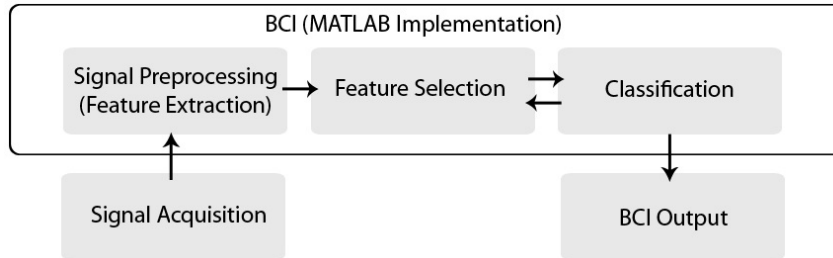 BCI (MATLAB Implementation)
Signal Preprocessing
(Feature Extraction)
Feature Selection
Classification
Signal Acquisition
BCI Output